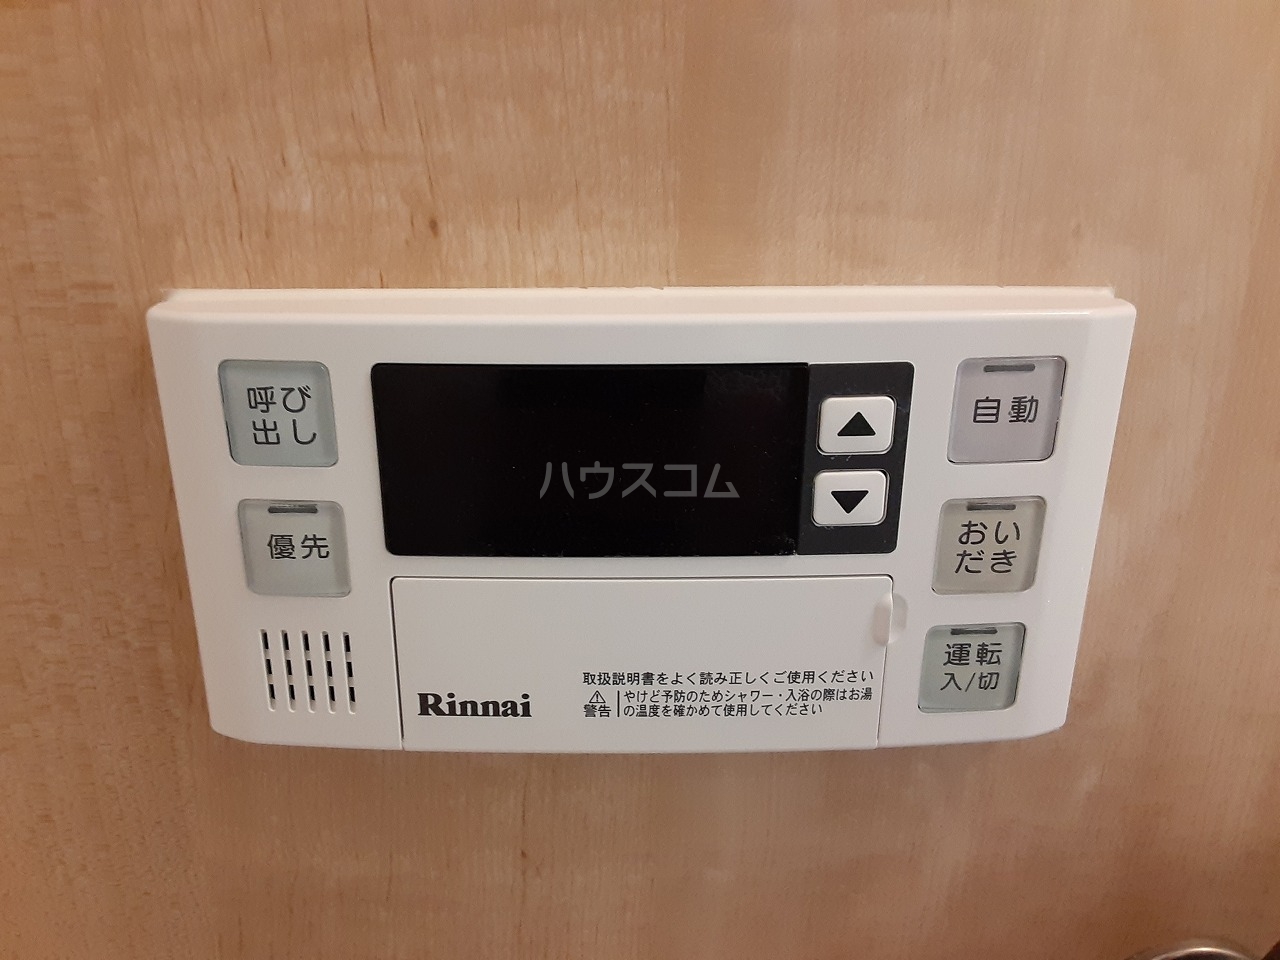 呼び
出し
優先
ハウスコム
▲
▼
自動
おい
だき
運転
入/切
Rinnai
取扱説明書をよく読み正しくご使用ください
⚠ やけど予防のためシャワー・入浴の際はお湯
警告 の温度を確かめて使用してください